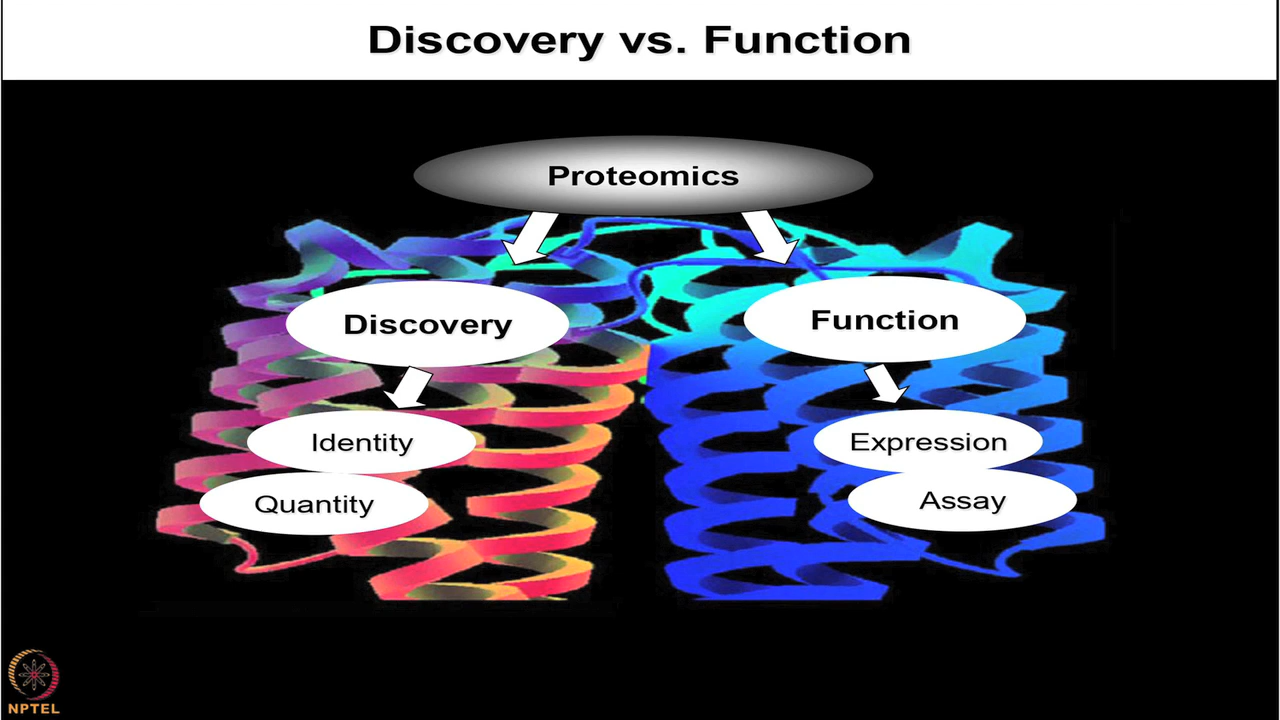 Discovery vs. Function
Proteomics
Discovery
Function
Identity
Expression
Quantity
Assay
NPTEL